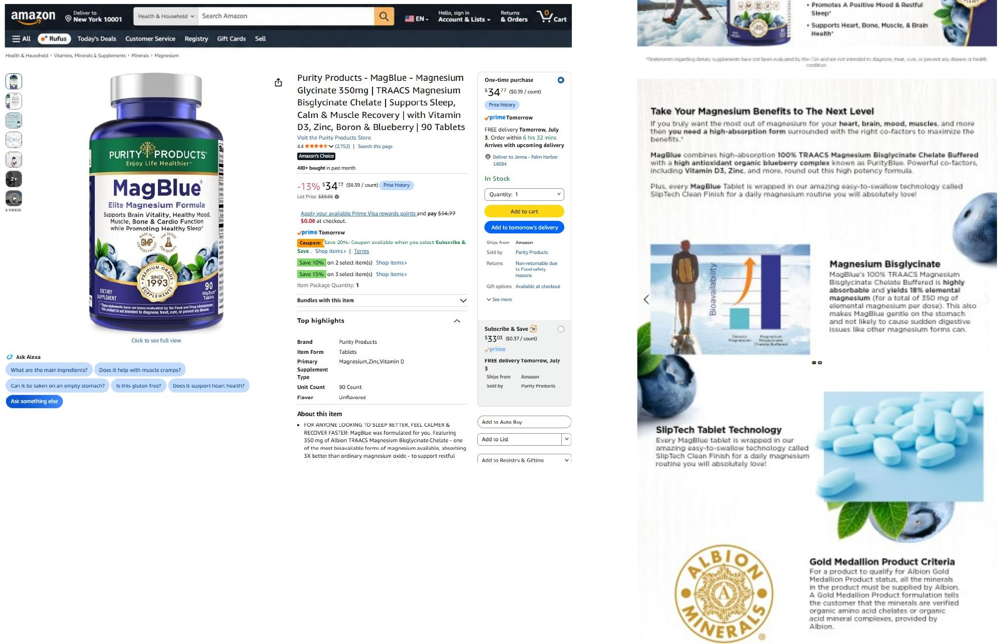 amazon
Deliver to
New York 10001
Health & Household
Search Amazon
EN
Hello, sign in
Account & Lists
Returns
& Orders
0
Cart
All
Rufus
Today's Deals
Customer Service
Registry
Gift Cards
Sell
Health & Household › Vitamins, Minerals & Supplements › Minerals › Magnesium
2+
6 VIDEOS
PURITY PRODUCTS®
Enjoy Life Healthier™
MagBlue®
Elite Magnesium Formula
Supports Brain Vitality, Healthy Mood,
Muscle, Bone & Cardio Function
while Promoting Healthy Sleep*
MADE IN A
GMP
CERTIFIED FACILITY
LAB TESTED
FOR QUALITY
PREMIUM GRADE
SINCE
1993
SUPPLEMENTS
DIETARY
SUPPLEMENT
90
SlipTech™
Tablets
*These statements have not been evaluated by the Food and Drug Administration.
This product is not intended to diagnose, treat, cure, or prevent any disease.
Click to see full view
Ask Alexa
What are the main ingredients?
Does it help with muscle cramps?
Can it be taken on an empty stomach?
Is this gluten free?
Does it support heart health?
Ask something else
Purity Products - MagBlue - Magnesium
Glycinate 350mg | TRAACS Magnesium
Bisglycinate Chelate | Supports Sleep,
Calm & Muscle Recovery | with Vitamin
D3, Zinc, Boron & Blueberry | 90 Tablets
Visit the Purity Products Store
4.4 (2,752) | Search this page
Amazon's Choice
400+ bought in past month
-13% $34 77 ($0.39 / count) Price history
List Price: $39.95
Apply your available Prime Visa rewards points and pay $34.77
$0.00 at checkout.
prime Tomorrow
Coupon: Save 20%: Coupon available when you select Subscribe &
Save . Shop items › | Terms
Save 10% on 2 select item(s) Shop items›
Save 15% on 3 select item(s) Shop items›
Item Package Quantity: 1
Bundles with this item
Top highlights
Brand Purity Products
Item Form Tablets
Primary Magnesium,Zinc,Vitamin D
Supplement
Type
Unit Count 90 Count
Flavor Unflavored
About this item
• FOR ANYONE LOOKING TO SLEEP BETTER, FEEL CALMER &
RECOVER FASTER: MagBlue was formulated for you. Featuring
350 mg of Albion TRAACS Magnesium Bisglycinate Chelate - one
of the most bioavailable forms of magnesium available, absorbing
3X better than ordinary magnesium oxide - to support restful
One-time purchase
$34 77 ($0.39 / count)
Price history
prime Tomorrow
FREE delivery Tomorrow, July
3. Order within 6 hrs 32 mins
Arrives with upcoming delivery
Deliver to Jenna - Palm Harbor
34684
In Stock
Quantity: 1
Add to cart
Add to tomorrow's delivery
Ships from Amazon
Sold by Purity Products
Returns Non-returnable due
to Food safety
reasons
Gift options Available at checkout
See more
Subscribe & Save
$33 03 ($0.37 / count)
prime
FREE delivery Tomorrow, July
3
Ships from Amazon
Sold by Purity Products
Add to Auto Buy
Add to List
Add to Registry & Gifting
1993
• Promotes A Positive Mood & Restful
Sleep*
• Supports Heart, Bone, Muscle, & Brain
Health*
*Statements regarding dietary supplements have not been evaluated by the FDA and are not intended to diagnose, treat, cure, or prevent any disease or health
condition.
Take Your Magnesium Benefits to The Next Level
If you truly want the most out of magnesium for your heart, brain, mood, muscles, and more
then you need a high-absorption form surrounded with the right co-factors to maximize the
benefits.*
MagBlue combines high-absorption 100% TRAACS Magnesium Bisglycinate Chelate Buffered
with a high antioxidant organic blueberry complex known as PurityBlue. Powerful co-factors,
including Vitamin D3, Zinc, and more, round out this high potency formula.
Plus, every MagBlue Tablet is wrapped in our amazing easy-to-swallow technology called
SlipTech Clean Finish for a daily magnesium routine you will absolutely love!
Bioavailability
Generic
Magnesium
Magnesium
Bisglycinate
Chelate Buffered
Magnesium Bisglycinate
MagBlue's 100% TRAACS Magnesium
Bisglycinate Chelate Buffered is highly
absorbable and yields 18% elemental
magnesium (for a total of 350 mg of
elemental magnesium per dose). This also
makes MagBlue gentle on the stomach
and not likely to cause sudden digestive
issues like other magnesium forms can.
SlipTech Tablet Technology
Every MagBlue tablet is wrapped in our
amazing easy-to-swallow technology called
SlipTech Clean Finish for a daily magnesium
routine you will absolutely love!
ALBION
A
MINERALS
®
Gold Medallion Product Criteria
For a product to qualify for Albion Gold
Medallion Product status, all the minerals
in the product must be supplied by Albion.
A Gold Medallion Product formulation tells
the customer that the minerals are verified
organic amino acid chelates or organic
acid mineral complexes, provided by
Albion.